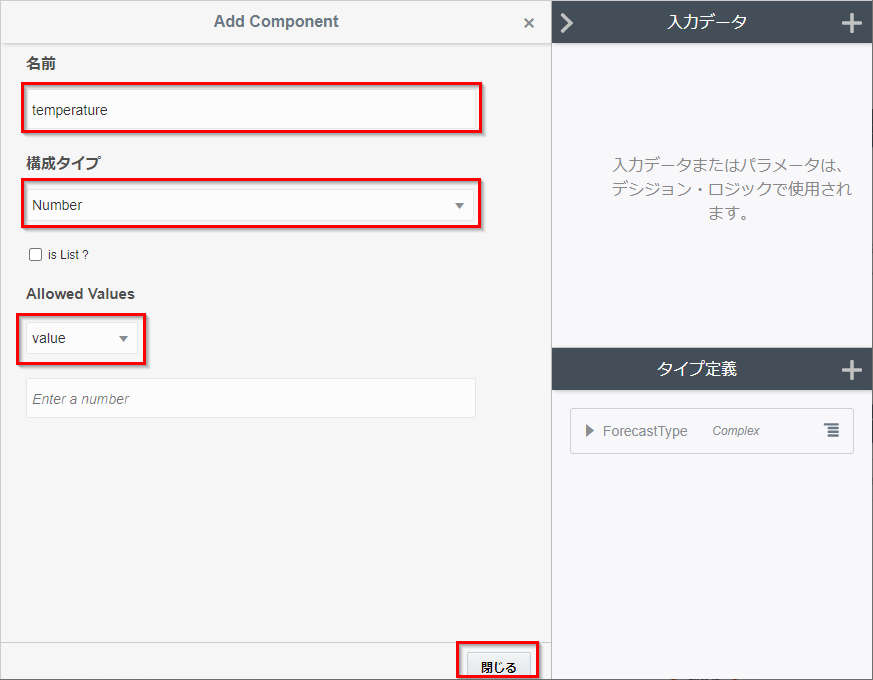 Add Component
×
名前
temperature
構成タイプ
Number
is List ?
Allowed Values
value
Enter a number
閉じる
入力データ
入力データまたはパラメータは、
デシジョン・ロジックで使用され
ます。
タイプ定義
ForecastType Complex